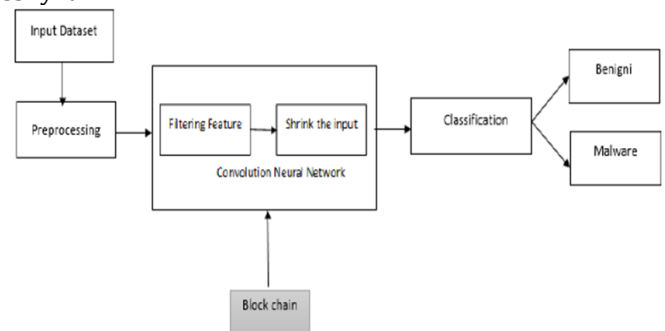 Input Dataset
Preprocessing
Filtering Feature
Shrink the input
Convolution Neural Network
Classification
Benigni
Malware
Block chain